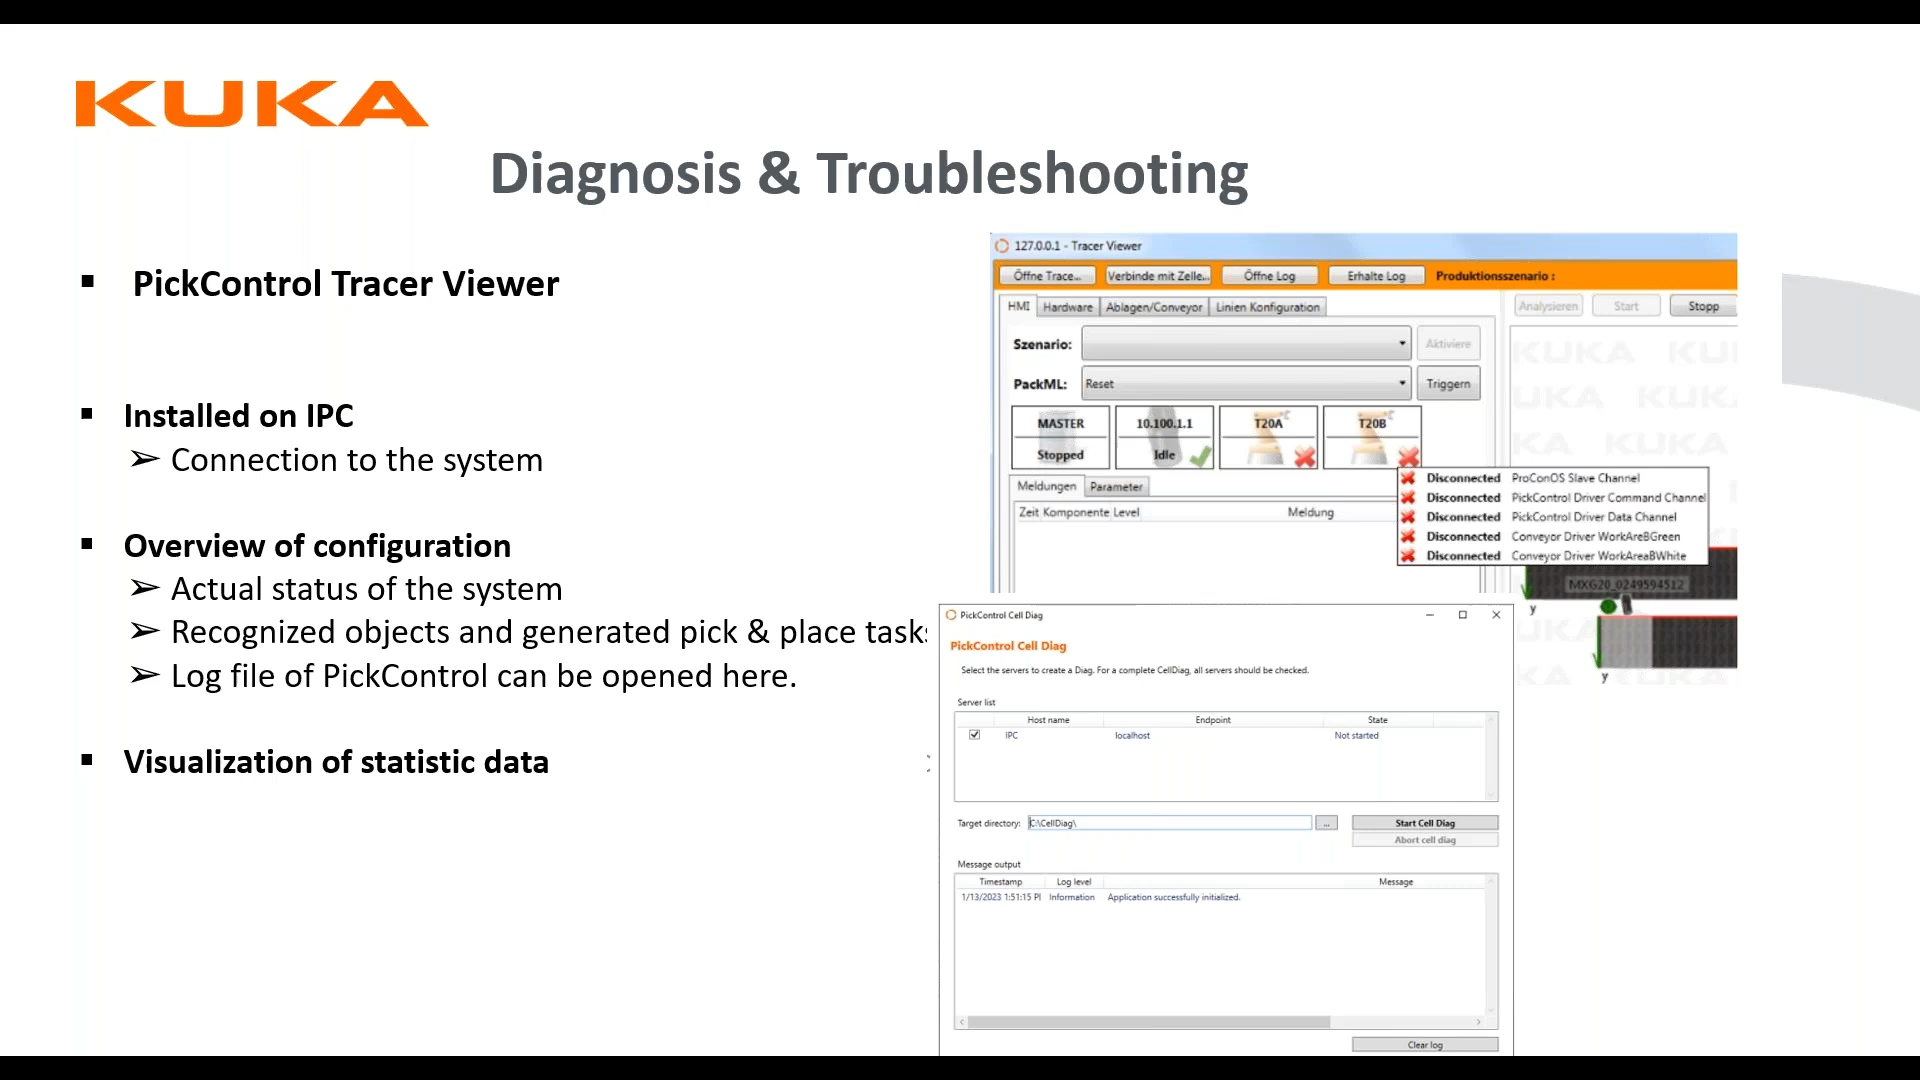 KUKA
Diagnosis & Troubleshooting
▪ PickControl Tracer Viewer
▪ Installed on IPC
➢ Connection to the system
▪ Overview of configuration
➢ Actual status of the system
➢ Recognized objects and generated pick & place tasks
➢ Log file of PickControl can be opened here.
▪ Visualization of statistic data
127.0.0.1 - Tracer Viewer
Öffne Trace... Verbinde mit Zelle... Öffne Log Erhalte Log Produktionsszenario :
HMI Hardware Ablagen/Conveyor Linien Konfiguration
Analysieren Start Stopp
Szenario: Aktiviere
PackML: Reset Triggern
MASTER 10.100.1.1 T20A T20B
Stopped Idle
Meldungen Parameter
Zeit Komponente Level Meldung
Disconnected ProConOS Slave Channel
Disconnected PickControl Driver Command Channel
Disconnected PickControl Driver Data Channel
Disconnected Conveyor Driver WorkAreBGreen
Disconnected Conveyor Driver WorkAreaBWhite
MXG20_0249594512
y
y
PickControl Cell Diag
PickControl Cell Diag
Select the servers to create a Diag. For a complete CellDiag, all servers should be checked.
Server list
Host name Endpoint State
IPC localhost Not started
Target directory: C:\CellDiag\ ... Start Cell Diag
Abort cell diag
Message output
Timestamp Log level Message
1/13/2023 1:51:15 PI Information Application successfully initialized.
Clear log